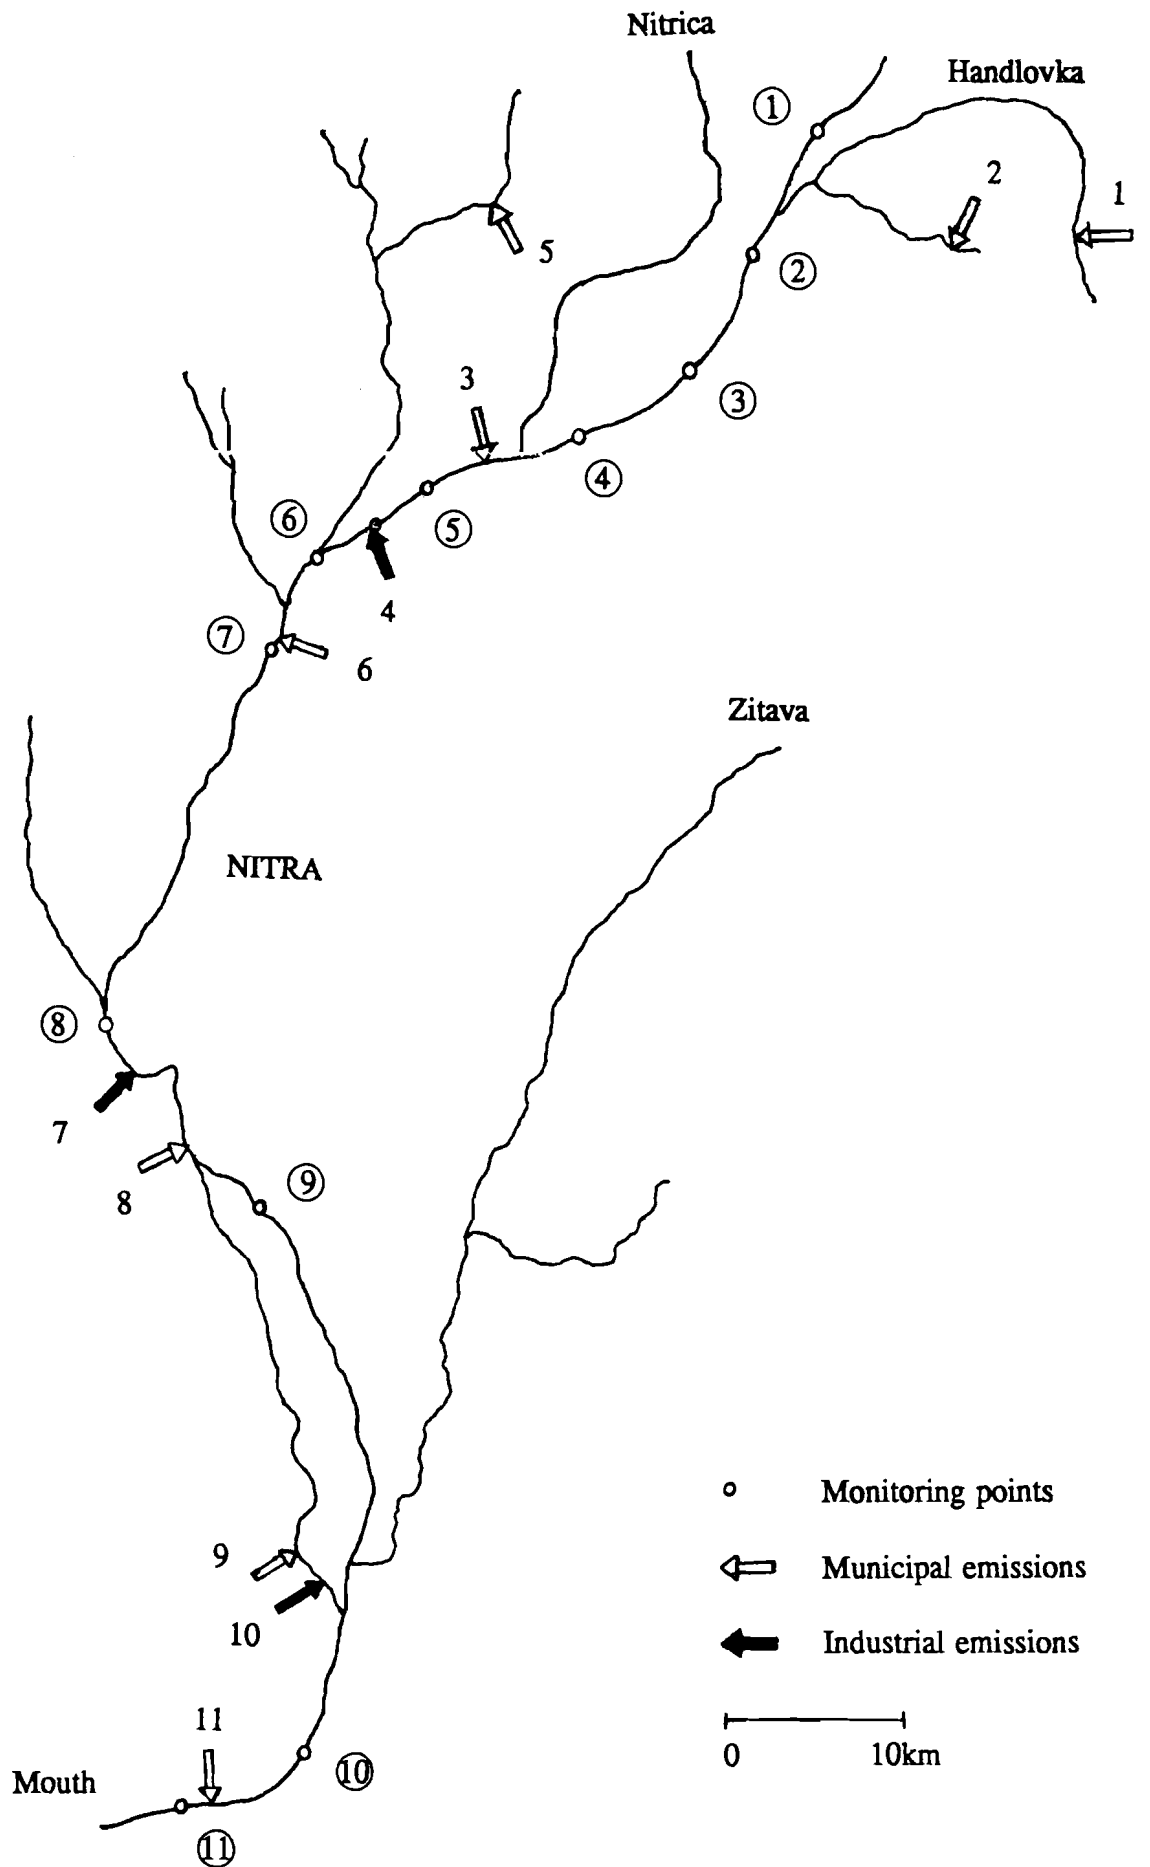 Nitrica
Handlovka
①
2
1
5
②
3
③
④
⑥
⑤
4
⑦
6
Zitava
NITRA
⑧
7
⑨
8
Monitoring points
9
Municipal emissions
10
Industrial emissions
11
0 10km
⑩
Mouth
⑪